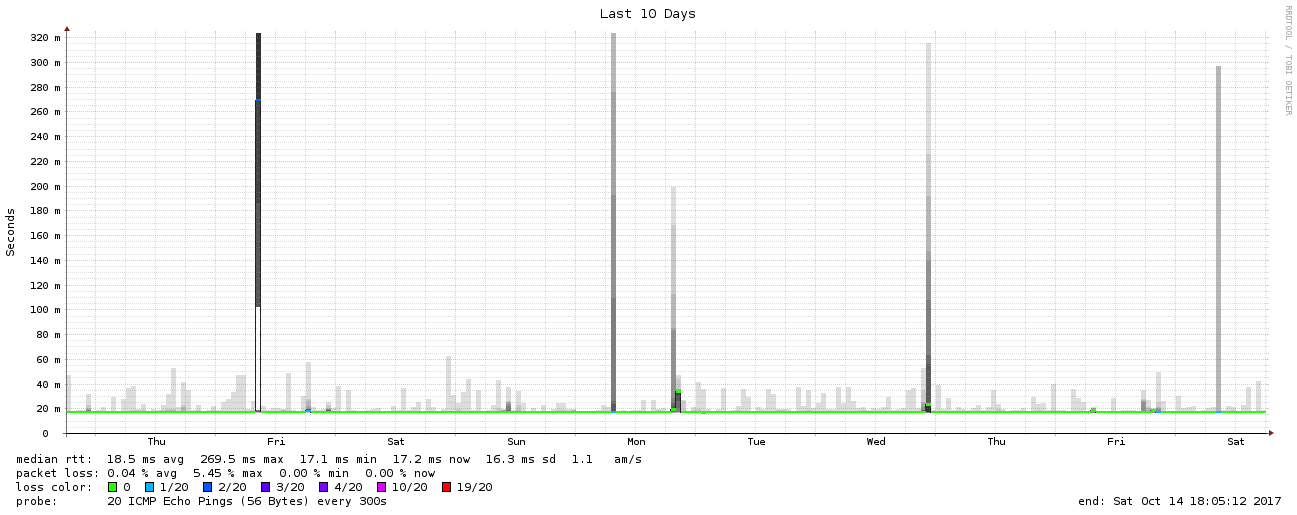 Last 10 Days
RRDTOOL / TOBI OETIKER
Seconds
320 m
300 m
280 m
260 m
240 m
220 m
200 m
180 m
160 m
140 m
120 m
100 m
80 m
60 m
40 m
20 m
0
Thu Fri Sat Sun Mon Tue Wed Thu Fri Sat
median rtt: 18.5 ms avg 269.5 ms max 17.1 ms min 17.2 ms now 16.3 ms sd 1.1 am/s
packet loss: 0.04 % avg 5.45 % max 0.00 % min 0.00 % now
loss color: 0 1/20 2/20 3/20 4/20 10/20 19/20
probe: 20 ICMP Echo Pings (56 Bytes) every 300s end: Sat Oct 14 18:05:12 2017